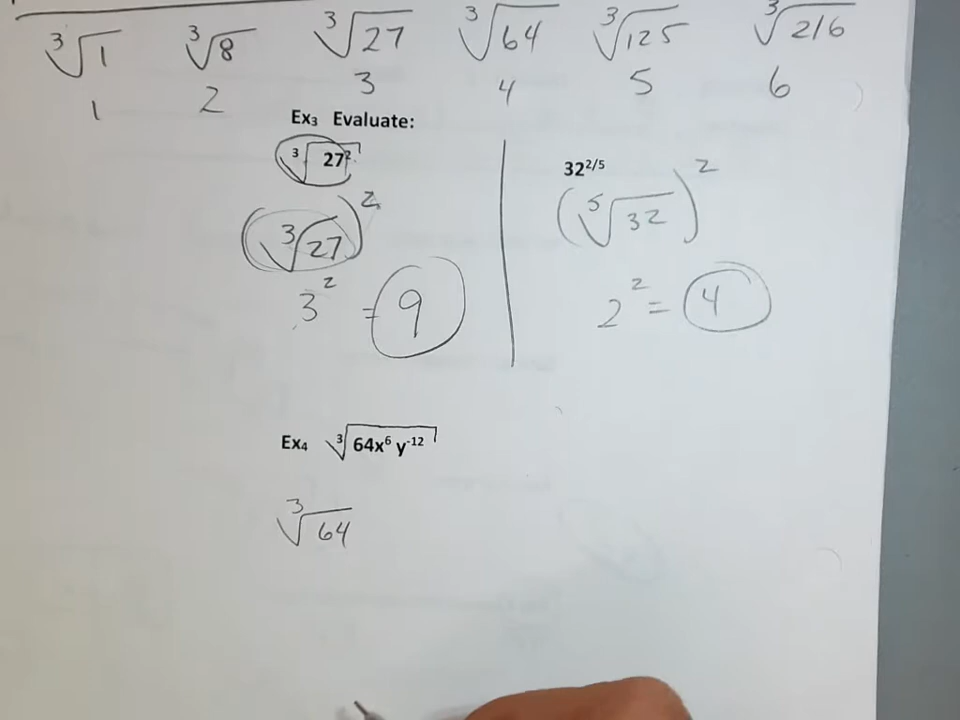 ∛1 ∛8 ∛27 ∛64 ∛125 ∛216
1 2 3 4 5 6
Ex3 Evaluate:
∛27² 32^2/5
(∛27)² (⁵√32)²
3² = 9 2² = 4
Ex4 ∛64x⁶ y⁻¹²
∛64